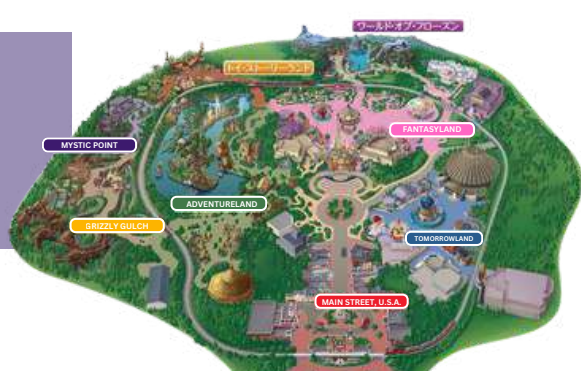 ワールド・オブ・フローズン
トイ・ストーリーランド
FANTASYLAND
MYSTIC POINT
ADVENTURELAND
GRIZZLY GULCH
TOMORROWLAND
MAIN STREET, U.S.A.